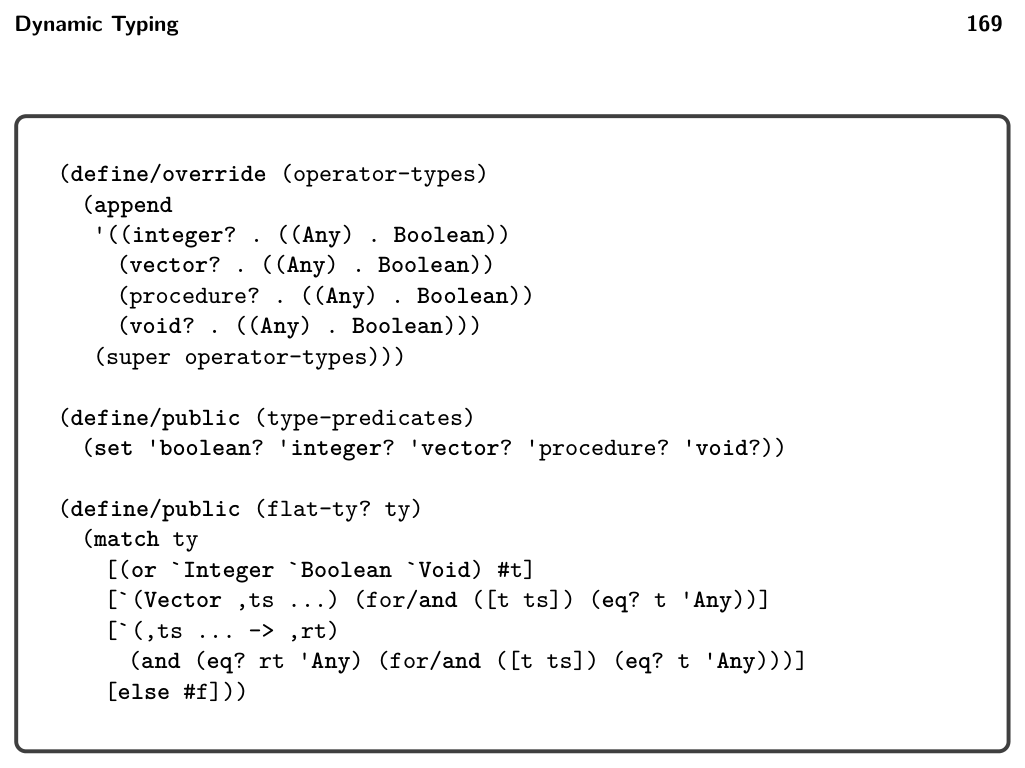 Dynamic Typing 169
(define/override (operator-types)
(append
'((integer? . ((Any) . Boolean))
(vector? . ((Any) . Boolean))
(procedure? . ((Any) . Boolean))
(void? . ((Any) . Boolean)))
(super operator-types)))
(define/public (type-predicates)
(set 'boolean? 'integer? 'vector? 'procedure? 'void?))
(define/public (flat-ty? ty)
(match ty
[(or `Integer `Boolean `Void) #t]
[`(Vector ,ts ...) (for/and ([t ts]) (eq? t 'Any))]
[`(,ts ... -> ,rt)
(and (eq? rt 'Any) (for/and ([t ts]) (eq? t 'Any)))]
[else #f]))